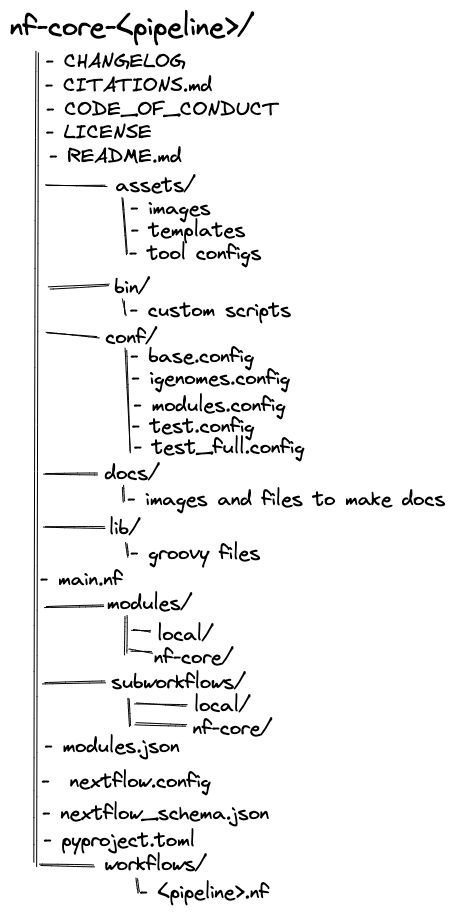 nf-core-<pipeline>/
- CHANGELOG
- CITATIONS.md
- CODE_OF_CONDUCT
- LICENSE
- README.md
assets/
- images
- templates
- tool configs
bin/
- custom scripts
conf/
- base.config
- igenomes.config
- modules.config
- test.config
- test_full.config
docs/
- images and files to make docs
lib/
- groovy files
- main.nf
modules/
local/
nf-core/
subworkflows/
local/
nf-core/
- modules.json
- nextflow.config
- nextflow_schema.json
- pyproject.toml
workflows/
- <pipeline>.nf